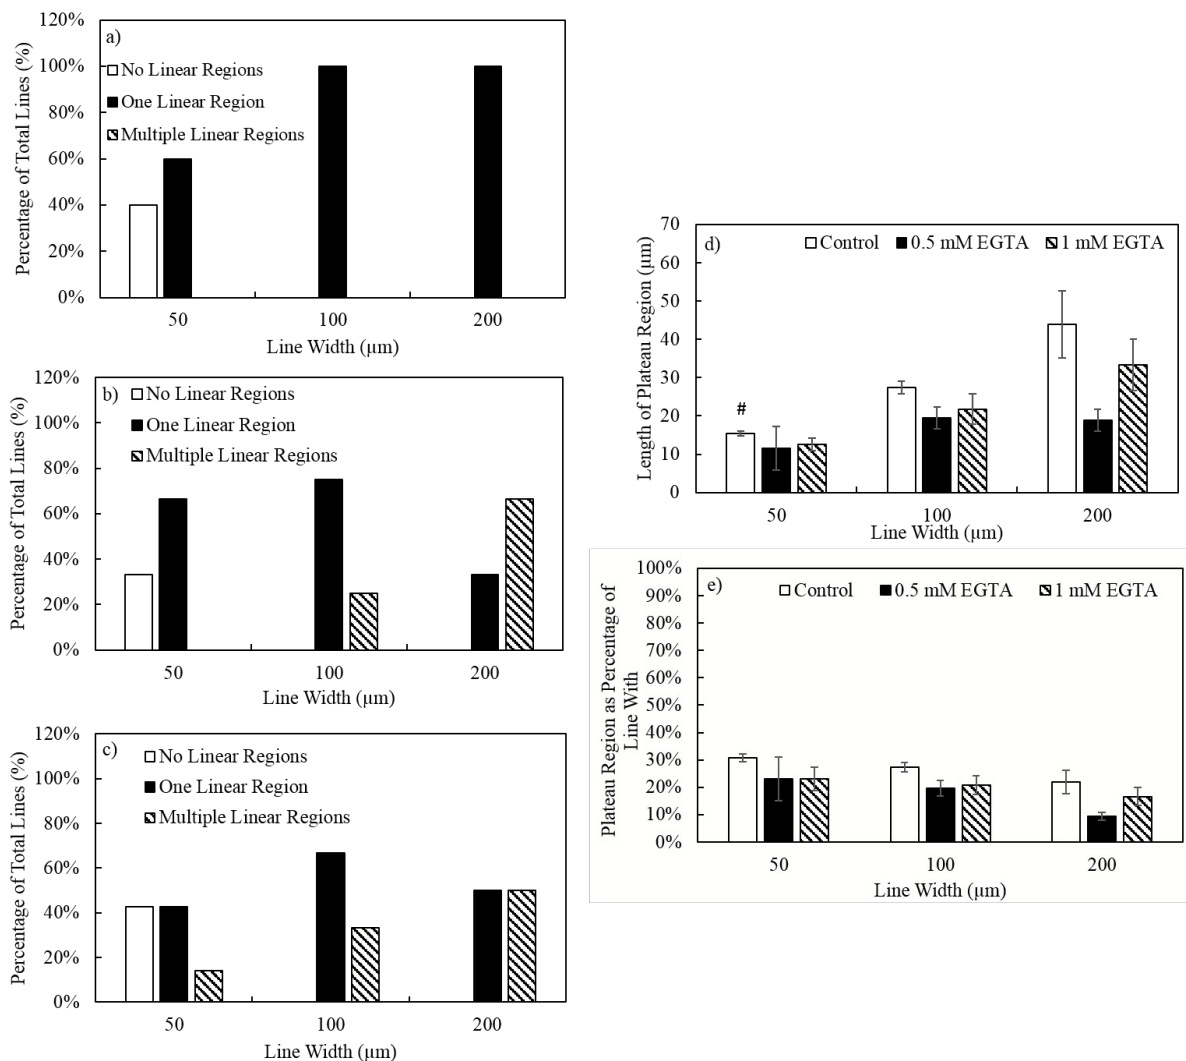 a)
Percentage of Total Lines (%)
120%
100%
80%
60%
40%
20%
0%
No Linear Regions
One Linear Region
Multiple Linear Regions
50 100 200
Line Width (µm)
b)
Percentage of Total Lines (%)
120%
100%
80%
60%
40%
20%
0%
No Linear Regions
One Linear Region
Multiple Linear Regions
50 100 200
Line Width (µm)
c)
Percentage of Total Lines (%)
120%
100%
80%
60%
40%
20%
0%
No Linear Regions
One Linear Region
Multiple Linear Regions
50 100 200
Line Width (µm)
d)
Length of Plateau Region (µm)
70
60
50
40
30
20
10
0
Control 0.5 mM EGTA 1 mM EGTA
#
50 100 200
Line Width (µm)
e)
Plateau Region as Percentage of
Line With
100%
90%
80%
70%
60%
50%
40%
30%
20%
10%
0%
Control 0.5 mM EGTA 1 mM EGTA
50 100 200
Line Width (µm)